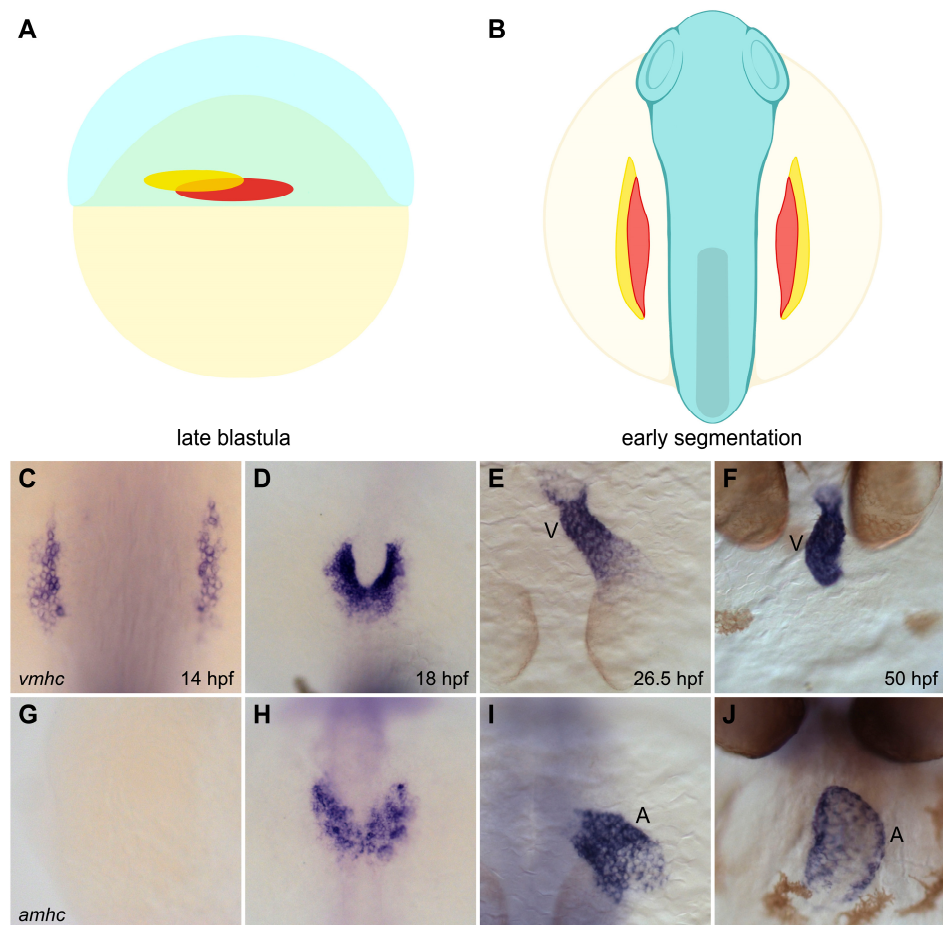 A
B
late blastula
early segmentation
C
D
E
F
V
V
vmhc
14 hpf
18 hpf
26.5 hpf
50 hpf
G
H
I
J
A
A
amhc